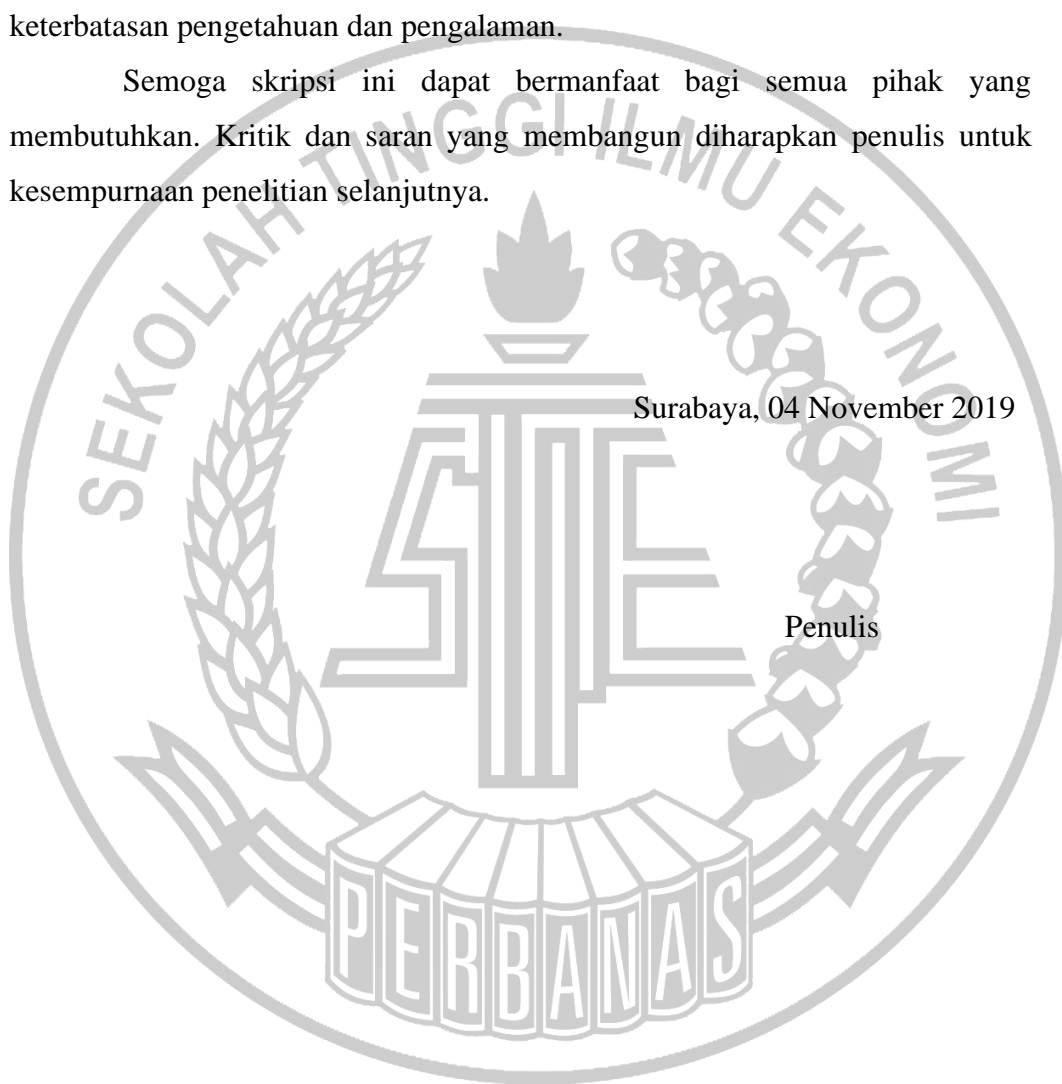 keterbatasan pengetahuan dan pengalaman.
Semoga skripsi ini dapat bermanfaat bagi semua pihak yang
membutuhkan. Kritik dan saran yang membangun diharapkan penulis untuk
kesempurnaan penelitian selanjutnya.
SEKOLAH TINGGI ILMU EKONOMI
Surabaya, 04 November 2019
STIE
Penulis
PERBANAS